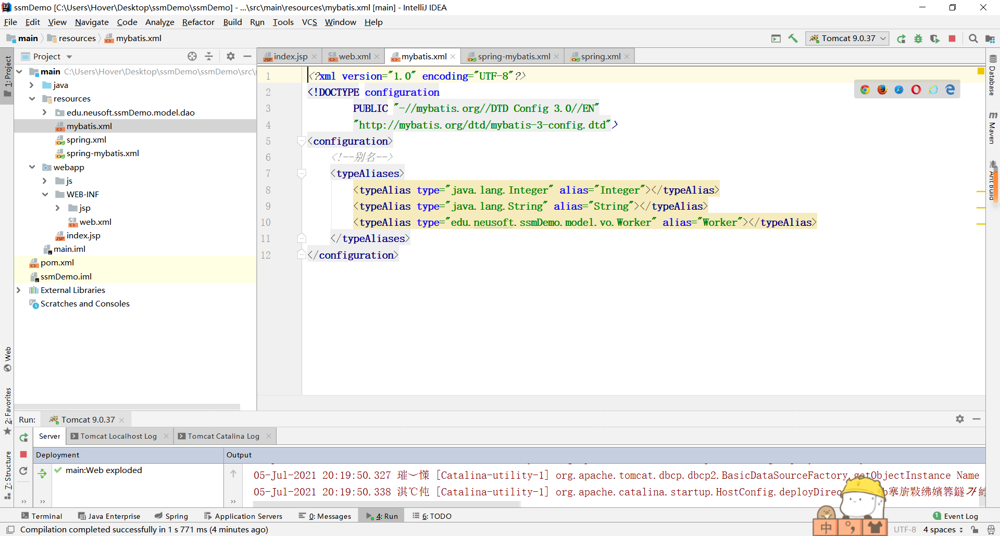 ssmDemo [C:\Users\Hover\Desktop\ssmDemo\ssmDemo] - ...\src\main\resources\mybatis.xml [main] - IntelliJ IDEA
File Edit View Navigate Code Analyze Refactor Build Run Tools VCS Window Help
main resources mybatis.xml Tomcat 9.0.37
Project
index.jsp web.xml mybatis.xml spring-mybatis.xml spring.xml
1: Project
main C:\Users\Hover\Desktop\ssmDemo\ssmDemo\src\
java
resources
edu.neusoft.ssmDemo.model.dao
mybatis.xml
spring.xml
spring-mybatis.xml
webapp
js
WEB-INF
jsp
web.xml
index.jsp
main.iml
pom.xml
ssmDemo.iml
External Libraries
Scratches and Consoles
1 <?xml version="1.0" encoding="UTF-8"?>
2 <!DOCTYPE configuration
3 PUBLIC "-//mybatis.org//DTD Config 3.0//EN"
4 "http://mybatis.org/dtd/mybatis-3-config.dtd">
5 <configuration>
6 <!--别名-->
7 <typeAliases>
8 <typeAlias type="java.lang.Integer" alias="Integer"></typeAlias>
9 <typeAlias type="java.lang.String" alias="String"></typeAlias>
10 <typeAlias type="edu.neusoft.ssmDemo.model.vo.Worker" alias="Worker"></typeAlias>
11 </typeAliases>
12 </configuration>
Database
Maven
Ant Build
Web
2: Favorites
7: Structure
Run: Tomcat 9.0.37
Server Tomcat Localhost Log Tomcat Catalina Log
Deployment Output
main:Web exploded
05-Jul-2021 20:19:50.327 [Catalina-utility-1] org.apache.tomcat.dbcp.dbcp2.BasicDataSourceFactory.getObjectInstance Name
05-Jul-2021 20:19:50.338 淇℃伅 [Catalina-utility-1] org.apache.catalina.startup.HostConfig.deployDirec
Terminal Java Enterprise Spring Application Servers 0: Messages 4: Run 6: TODO 1 Event Log
Compilation completed successfully in 1 s 771 ms (4 minutes ago) 中 UTF-8 4 spaces